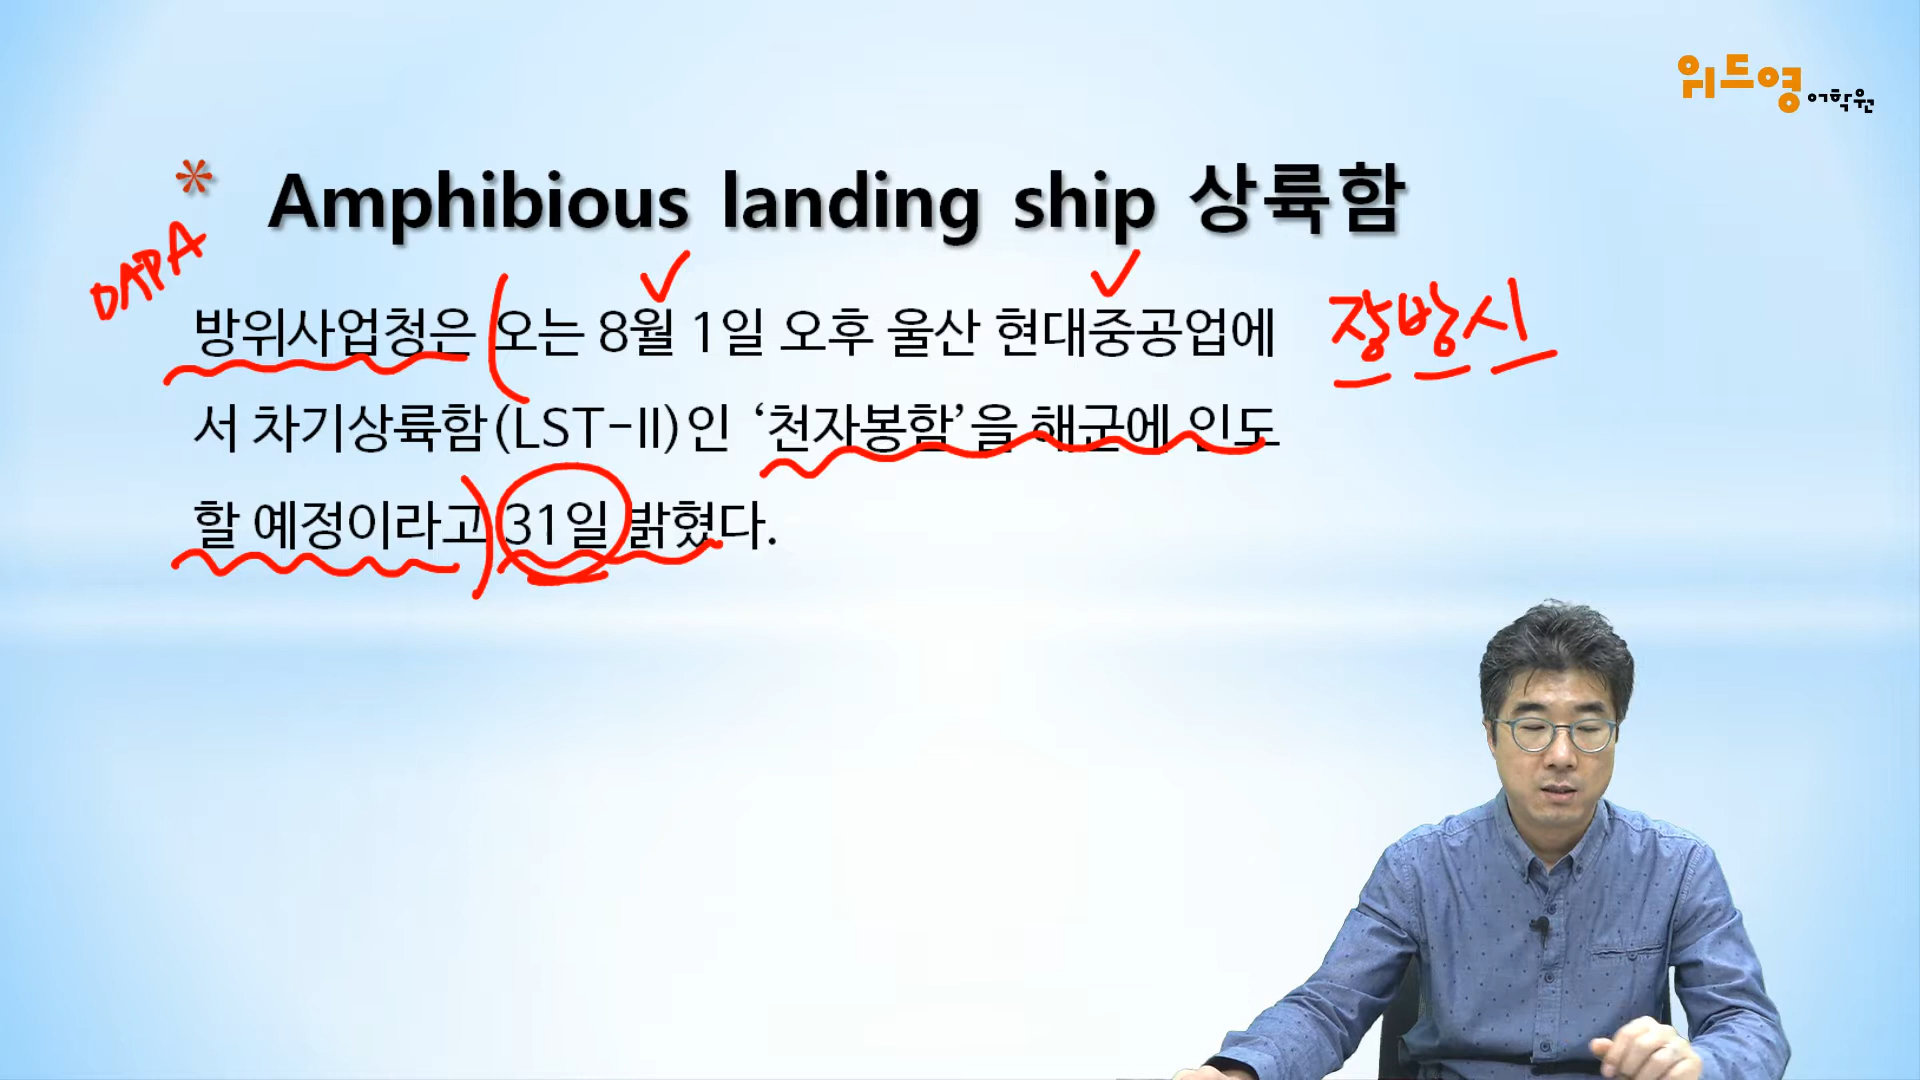 위드영어학원
* Amphibious landing ship 상륙함
DAPA
방위사업청은 오는 8월 1일 오후 울산 현대중공업에
장방시
서 차기상륙함(LST-II)인 ‘천자봉함’을 해군에 인도
할 예정이라고 31일 밝혔다.